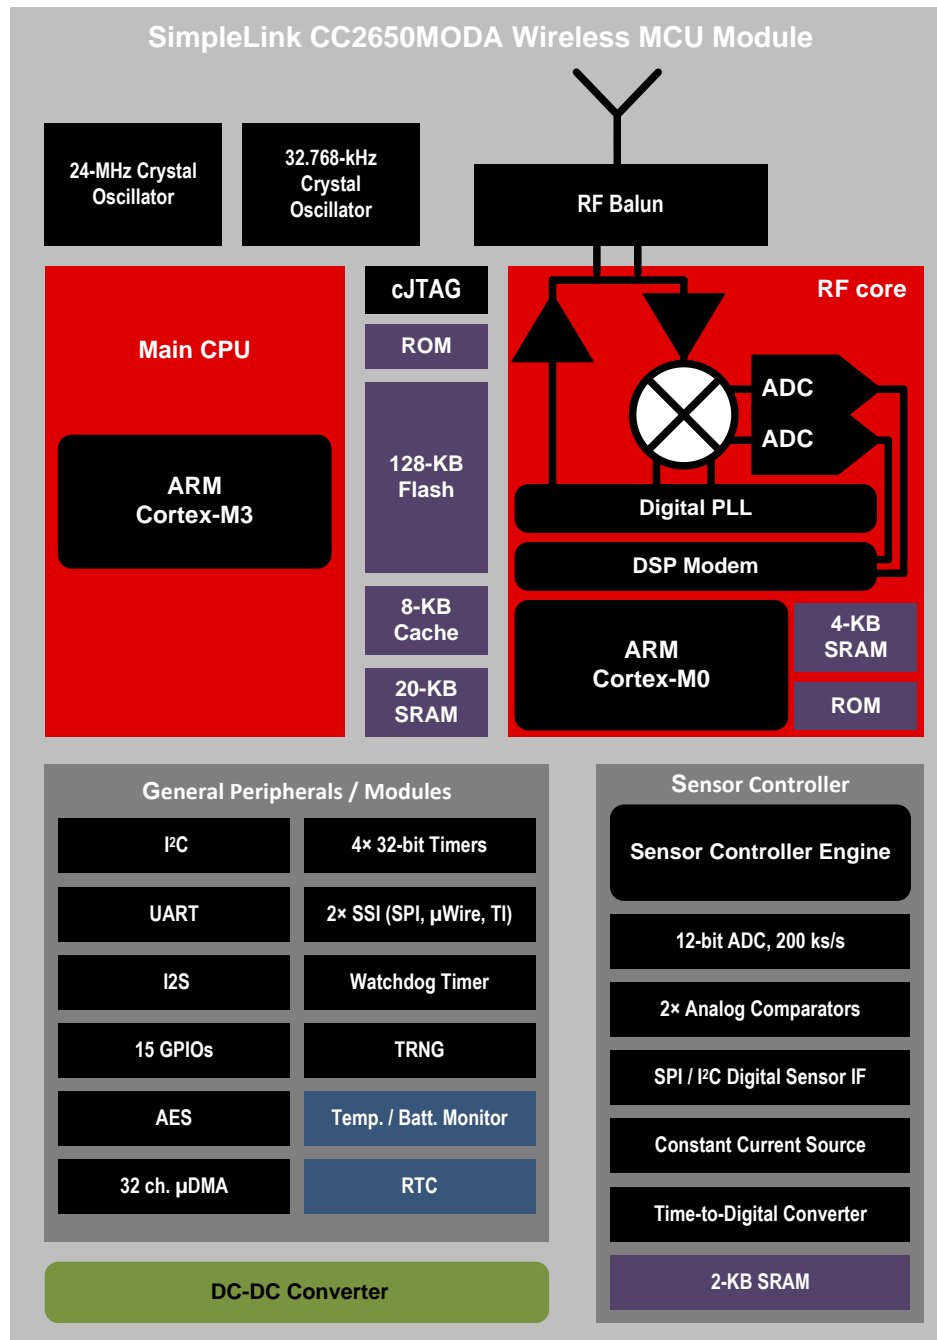 SimpleLink CC2650MODA Wireless MCU Module
24-MHz Crystal
Oscillator
32.768-kHz
Crystal
Oscillator
RF Balun
Main CPU
ARM
Cortex-M3
cJTAG
ROM
128-KB
Flash
8-KB
Cache
20-KB
SRAM
RF core
ADC
ADC
Digital PLL
DSP Modem
ARM
Cortex-M0
4-KB
SRAM
ROM
General Peripherals / Modules
I²C
4× 32-bit Timers
UART
2× SSI (SPI, µWire, TI)
I2S
Watchdog Timer
15 GPIOs
TRNG
AES
Temp. / Batt. Monitor
32 ch. µDMA
RTC
Sensor Controller
Sensor Controller Engine
12-bit ADC, 200 ks/s
2× Analog Comparators
SPI / I²C Digital Sensor IF
Constant Current Source
Time-to-Digital Converter
2-KB SRAM
DC-DC Converter